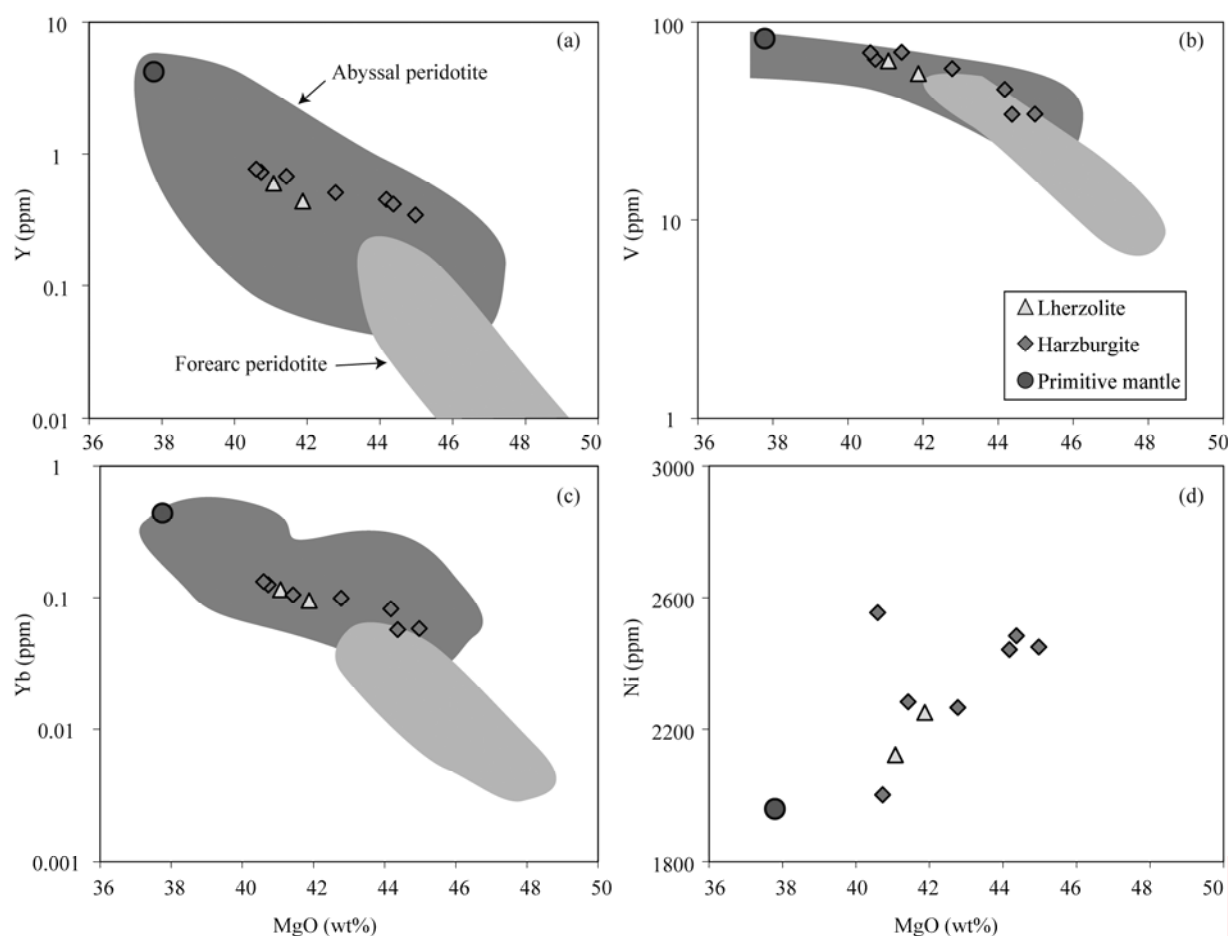 10
(a)
Abyssal peridotite
1
Y (ppm)
0.1
Forearc peridotite
0.01
36 38 40 42 44 46 48 50
100
(b)
V (ppm)
10
Lherzolite
Harzburgite
Primitive mantle
1
36 38 40 42 44 46 48 50
1
(c)
0.1
Yb (ppm)
0.01
0.001
36 38 40 42 44 46 48 50
MgO (wt%)
3000
(d)
2600
Ni (ppm)
2200
1800
36 38 40 42 44 46 48 50
MgO (wt%)